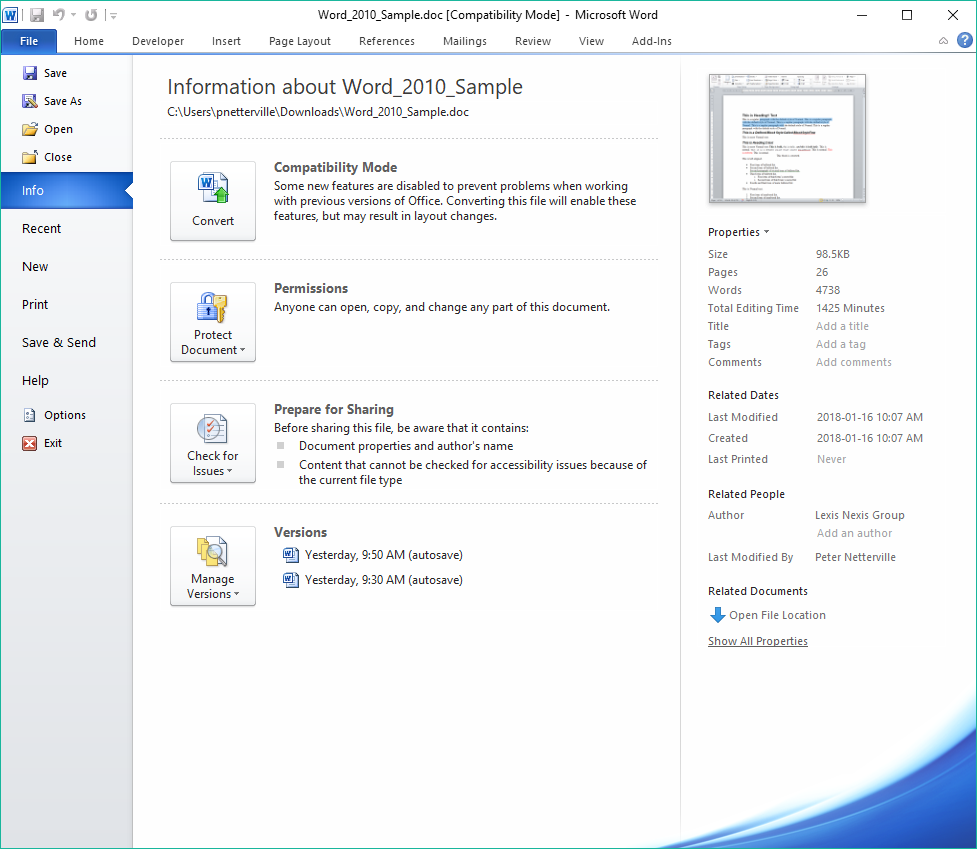 Word_2010_Sample.doc [Compatibility Mode] - Microsoft Word
File Home Developer Insert Page Layout References Mailings Review View Add-Ins
Save
Save As
Open
Close
Info
Recent
New
Print
Save & Send
Help
Options
Exit
Information about Word_2010_Sample
C:\Users\pnetterville\Downloads\Word_2010_Sample.doc
Convert
Compatibility Mode
Some new features are disabled to prevent problems when working
with previous versions of Office. Converting this file will enable these
features, but may result in layout changes.
Protect
Document
Permissions
Anyone can open, copy, and change any part of this document.
Check for
Issues
Prepare for Sharing
Before sharing this file, be aware that it contains:
Document properties and author's name
Content that cannot be checked for accessibility issues because of
the current file type
Manage
Versions
Versions
Yesterday, 9:50 AM (autosave)
Yesterday, 9:30 AM (autosave)
Properties
Size 98.5KB
Pages 26
Words 4738
Total Editing Time 1425 Minutes
Title Add a title
Tags Add a tag
Comments Add comments
Related Dates
Last Modified 2018-01-16 10:07 AM
Created 2018-01-16 10:07 AM
Last Printed Never
Related People
Author Lexis Nexis Group
Add an author
Last Modified By Peter Netterville
Related Documents
Open File Location
Show All Properties